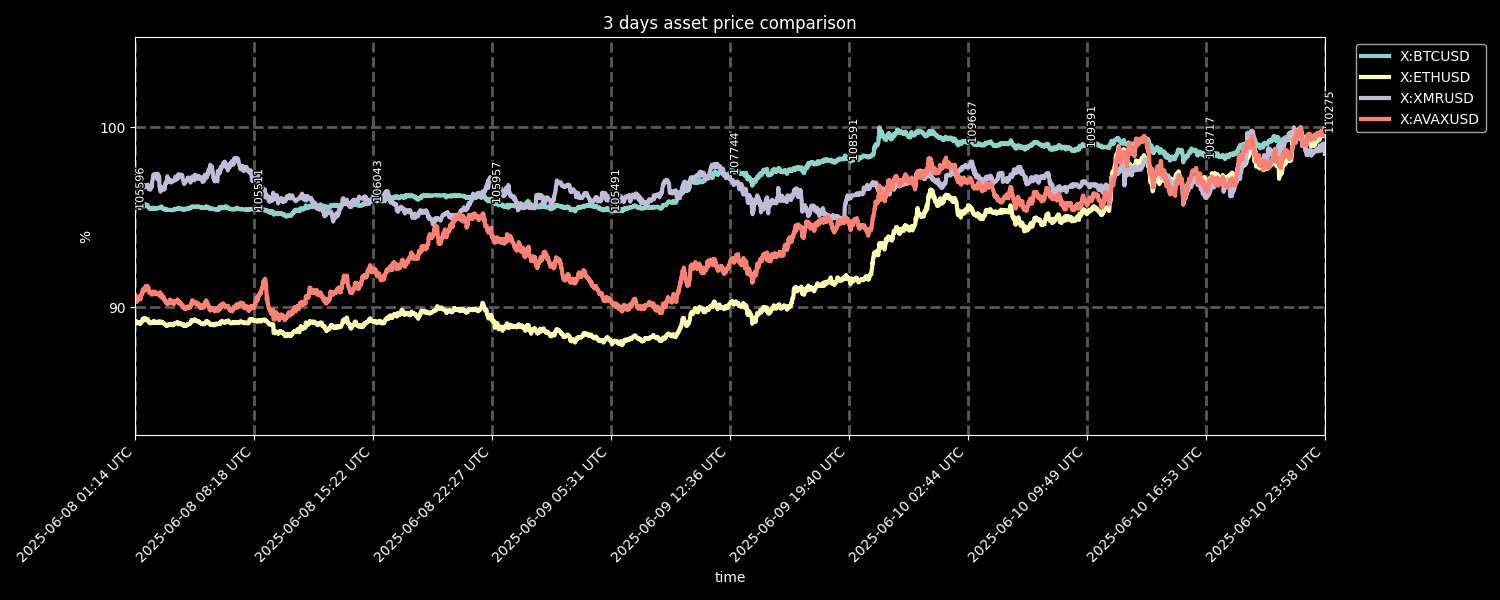 3 days asset price comparison
X:BTCUSD
X:ETHUSD
X:XMRUSD
X:AVAXUSD
%
100
90
105596
106043
105957
105491
107744
108591
109667
109391
108717
110275
2025-06-08 01:14 UTC
2025-06-08 08:18 UTC
2025-06-08 15:22 UTC
2025-06-08 22:27 UTC
2025-06-09 05:31 UTC
2025-06-09 12:36 UTC
2025-06-09 19:40 UTC
2025-06-10 02:44 UTC
2025-06-10 09:49 UTC
2025-06-10 16:53 UTC
2025-06-10 23:58 UTC
time